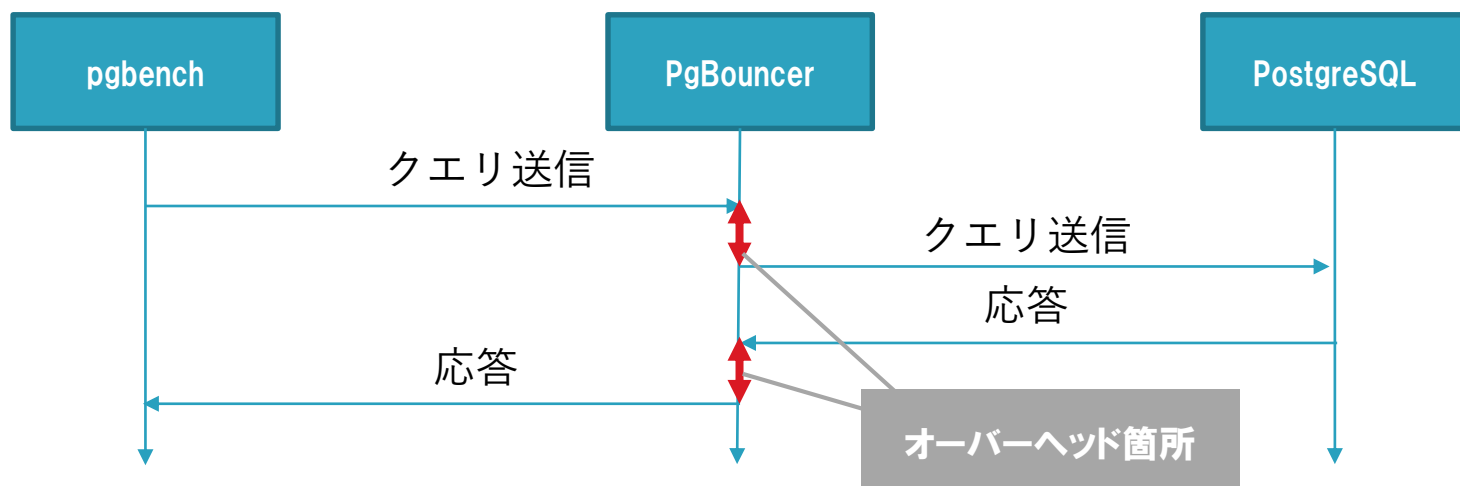 pgbench
PgBouncer
PostgreSQL
クエリ送信
クエリ送信
応答
応答
オーバーヘッド箇所